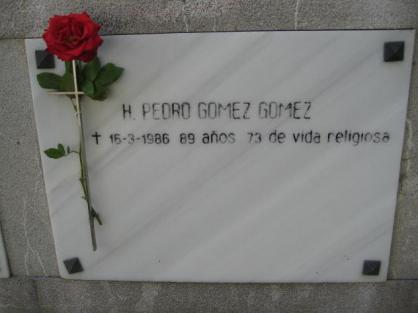 H. PEDRO GOMEZ GOMEZ
✝ 16-3-1986 89 años 73 de vida religiosa